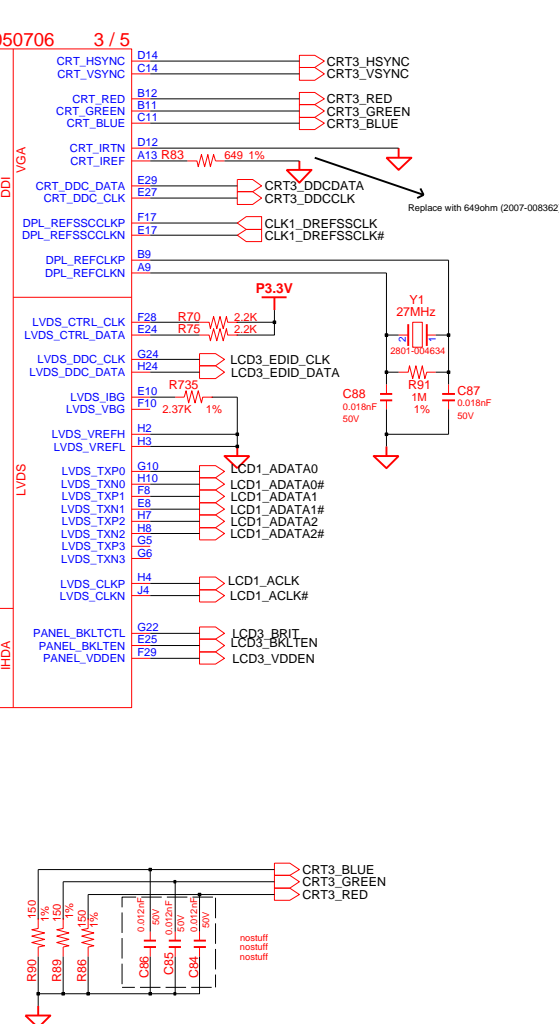 050706 3 / 5
DDI
VGA
LVDS
IHDA
CRT_HSYNC D14 CRT3_HSYNC
CRT_VSYNC C14 CRT3_VSYNC
CRT_RED B12 CRT3_RED
CRT_GREEN B11 CRT3_GREEN
CRT_BLUE C11 CRT3_BLUE
CRT_IRTN D12
CRT_IREF A13 R83 649 1%
CRT_DDC_DATA E29 CRT3_DDCDATA
CRT_DDC_CLK E27 CRT3_DDCCLK
Replace with 649ohm (2007-008362)
DPL_REFSSCCLKP F17 CLK1_DREFSSCLK
DPL_REFSSCCLKN E17 CLK1_DREFSSCLK#
DPL_REFCLKP B9
DPL_REFCLKN A9
P3.3V
Y1
27MHz
2 1
2801-004634
LVDS_CTRL_CLK F28 R70 2.2K
LVDS_CTRL_DATA E24 R75 2.2K
LVDS_DDC_CLK G24 LCD3_EDID_CLK
LVDS_DDC_DATA H24 LCD3_EDID_DATA
R91
1M
1%
C88
0.018nF
50V
C87
0.018nF
50V
LVDS_IBG E10 R735
LVDS_VBG F10 2.37K 1%
LVDS_VREFH H2
LVDS_VREFL H3
LVDS_TXP0 G10 LCD1_ADATA0
LVDS_TXN0 H10 LCD1_ADATA0#
LVDS_TXP1 F8 LCD1_ADATA1
LVDS_TXN1 E8 LCD1_ADATA1#
LVDS_TXP2 H7 LCD1_ADATA2
LVDS_TXN2 H8 LCD1_ADATA2#
LVDS_TXP3 G5
LVDS_TXN3 G6
LVDS_CLKP H4 LCD1_ACLK
LVDS_CLKN J4 LCD1_ACLK#
PANEL_BKLTCTL G22 LCD3_BRIT
PANEL_BKLTEN E25 LCD3_BKLTEN
PANEL_VDDEN F29 LCD3_VDDEN
CRT3_BLUE
CRT3_GREEN
CRT3_RED
R90 150 1%
R89 150 1%
R86 150 1%
C86 0.012nF 50V
C85 0.012nF 50V
C84 0.012nF 50V
nostuff
nostuff
nostuff